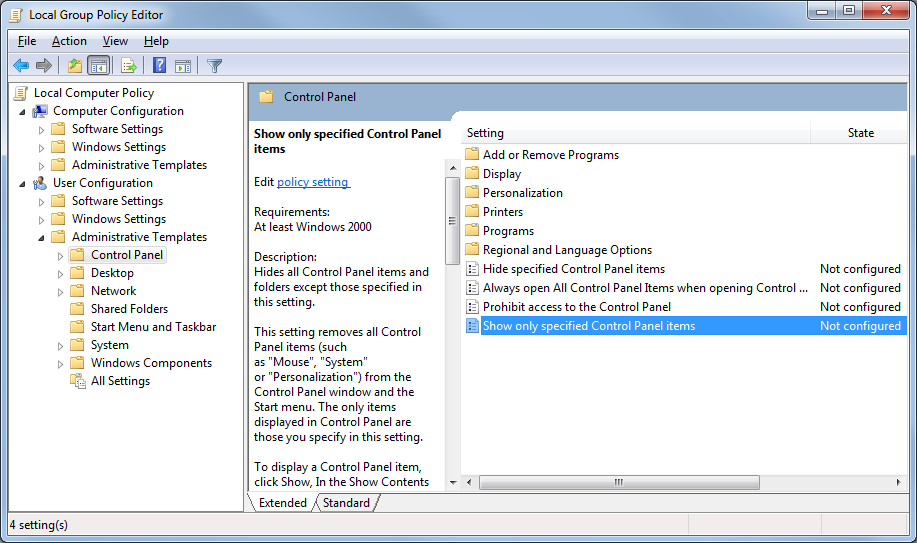 Local Group Policy Editor
File Action View Help
Local Computer Policy
Computer Configuration
Software Settings
Windows Settings
Administrative Templates
User Configuration
Software Settings
Windows Settings
Administrative Templates
Control Panel
Desktop
Network
Shared Folders
Start Menu and Taskbar
System
Windows Components
All Settings
Control Panel
Show only specified Control Panel
items
Edit policy setting
Requirements:
At least Windows 2000
Description:
Hides all Control Panel items and
folders except those specified in
this setting.
This setting removes all Control
Panel items (such
as "Mouse", "System"
or "Personalization") from the
Control Panel window and the
Start menu. The only items
displayed in Control Panel are
those you specify in this setting.
To display a Control Panel item,
click Show, In the Show Contents
Setting State
Add or Remove Programs
Display
Personalization
Printers
Programs
Regional and Language Options
Hide specified Control Panel items Not configured
Always open All Control Panel Items when opening Control ... Not configured
Prohibit access to the Control Panel Not configured
Show only specified Control Panel items Not configured
Extended Standard
4 setting(s)